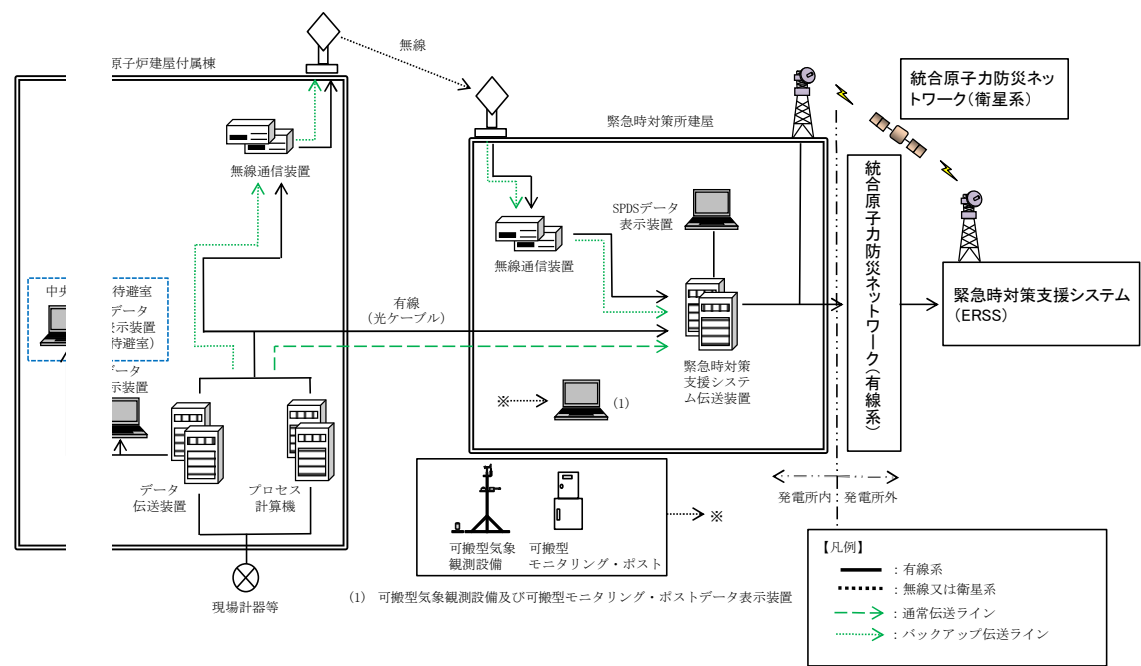 原子炉建屋付属棟
無線
緊急時対策所建屋
統合原子力防災ネッ
トワーク(衛星系)
無線通信装置
SPDSデータ
表示装置
無線通信装置
統合原子力防災ネットワーク(有線系)
緊急時対策支援システム
(ERSS)
中央
待避室
データ
示装置
待避室)
データ
示装置
有線
(光ケーブル)
緊急時対策
支援システ
ム伝送装置
※
(1)
データ
伝送装置
プロセス
計算機
発電所内
発電所外
可搬型気象
観測設備
可搬型
モニタリング・ポスト
※
現場計器等
(1) 可搬型気象観測設備及び可搬型モニタリング・ポストデータ表示装置
【凡例】
:有線系
:無線又は衛星系
:通常伝送ライン
:バックアップ伝送ライン